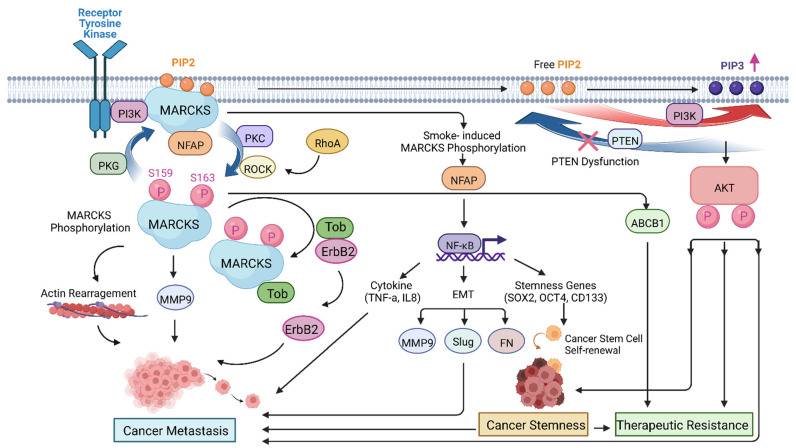 Receptor
Tyrosine
Kinase
PIP2
Free PIP2
PIP3
PI3K
MARCKS
NFAP
PKC
ROCK
RhoA
PKG
Smoke- induced
MARCKS Phosphorylation
PI3K
PTEN
PTEN Dysfunction
NFAP
AKT
P
P
S159
S163
P
P
MARCKS
MARCKS
Phosphorylation
P
P
MARCKS
Tob
Tob
ErbB2
ABCB1
NF-κB
Actin Rearragement
MMP9
ErbB2
Cytokine
(TNF-a, IL8)
EMT
Stemness Genes
(SOX2, OCT4, CD133)
MMP9
Slug
FN
Cancer Stem Cell
Self-renewal
Cancer Metastasis
Cancer Stemness
Therapeutic Resistance